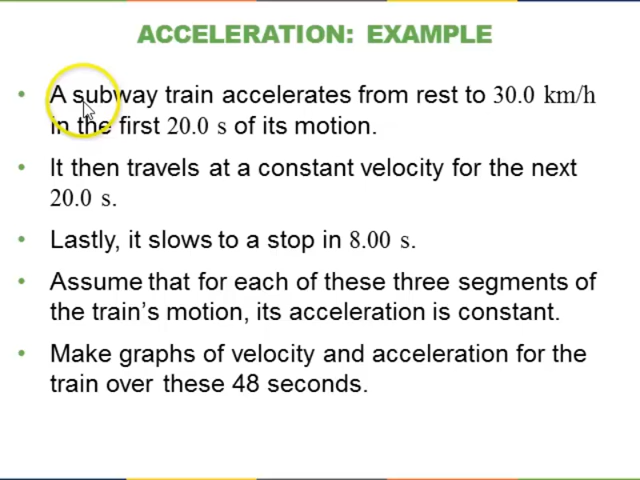 ACCELERATION: EXAMPLE
• A subway train accelerates from rest to 30.0 km/h
in the first 20.0 s of its motion.
• It then travels at a constant velocity for the next
20.0 s.
• Lastly, it slows to a stop in 8.00 s.
• Assume that for each of these three segments of
the train’s motion, its acceleration is constant.
• Make graphs of velocity and acceleration for the
train over these 48 seconds.